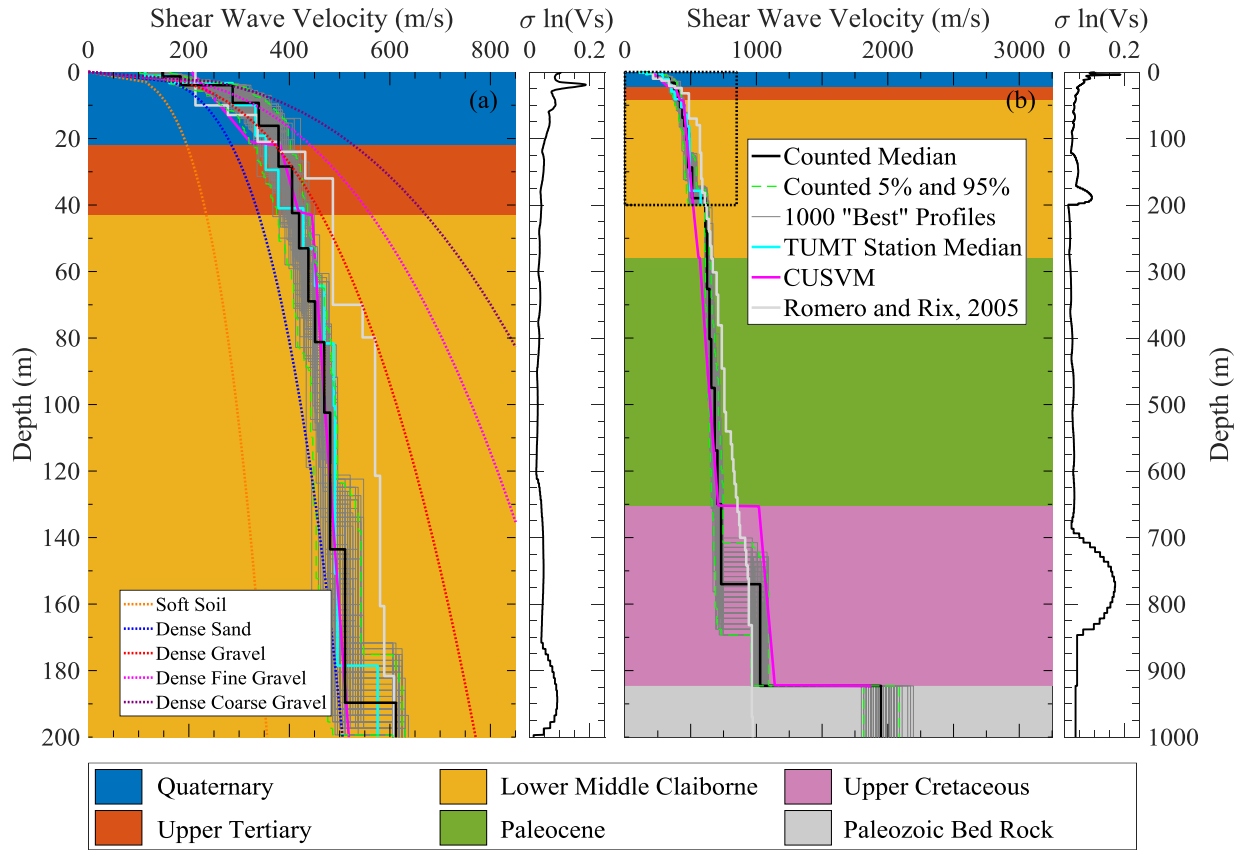 Shear Wave Velocity (m/s)
σ ln(Vs)
Shear Wave Velocity (m/s)
σ ln(Vs)
0 200 400 600 800
0 0.2
0 1000 2000 3000
0 0.2
0
20
40
60
80
100
120
140
160
180
200
Depth (m)
(a)
Soft Soil
Dense Sand
Dense Gravel
Dense Fine Gravel
Dense Coarse Gravel
(b)
Counted Median
Counted 5% and 95%
1000 "Best" Profiles
TUMT Station Median
CUSVM
Romero and Rix, 2005
0
100
200
300
400
500
600
700
800
900
1000
Depth (m)
Quaternary
Lower Middle Claiborne
Upper Cretaceous
Upper Tertiary
Paleocene
Paleozoic Bed Rock